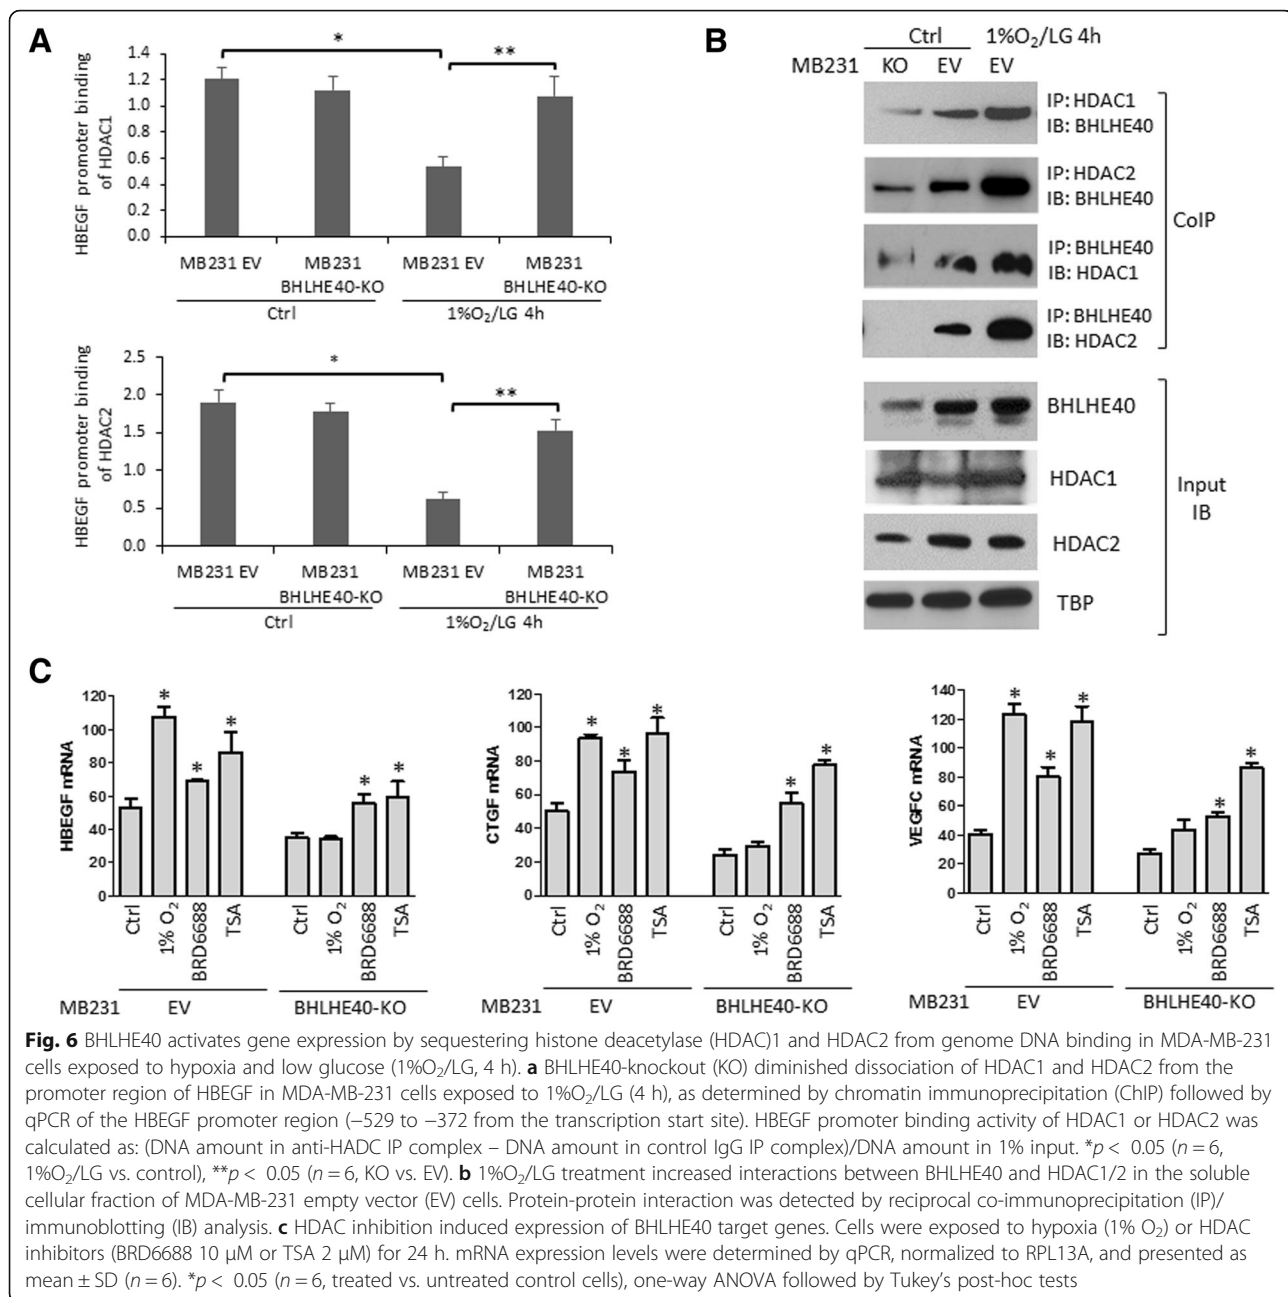 A
HBEGF promoter binding
of HDAC1
1.4
1.2
1.0
0.8
0.6
0.4
0.2
0.0
*
**
MB231 EV
MB231
BHLHE40-KO
MB231 EV
MB231
BHLHE40-KO
Ctrl
1%O₂/LG 4h
HBEGF promoter binding
of HDAC2
2.5
2.0
1.5
1.0
0.5
0.0
*
**
MB231 EV
MB231
BHLHE40-KO
MB231 EV
MB231
BHLHE40-KO
Ctrl
1%O₂/LG 4h
B
Ctrl
1%O₂/LG 4h
MB231
KO
EV
EV
IP: HDAC1
IB: BHLHE40
IP: HDAC2
IB: BHLHE40
IP: BHLHE40
IB: HDAC1
IP: BHLHE40
IB: HDAC2
CoIP
BHLHE40
HDAC1
HDAC2
TBP
Input
IB
C
HBEGF mRNA
120
100
80
60
40
20
0
*
*
*
*
*
Ctrl
1% O₂
BRD6688
TSA
Ctrl
1% O₂
BRD6688
TSA
MB231
EV
BHLHE40-KO
CTGF mRNA
120
100
80
60
40
20
0
*
*
*
*
*
Ctrl
1% O₂
BRD6688
TSA
Ctrl
1% O₂
BRD6688
TSA
MB231
EV
BHLHE40-KO
VEGFC mRNA
140
120
100
80
60
40
20
0
*
*
*
*
*
Ctrl
1% O₂
BRD6688
TSA
Ctrl
1% O₂
BRD6688
TSA
MB231
EV
BHLHE40-KO
Fig. 6 BHLHE40 activates gene expression by sequestering histone deacetylase (HDAC)1 and HDAC2 from genome DNA binding in MDA-MB-231
cells exposed to hypoxia and low glucose (1%O₂/LG, 4 h). a BHLHE40-knockout (KO) diminished dissociation of HDAC1 and HDAC2 from the
promoter region of HBEGF in MDA-MB-231 cells exposed to 1%O₂/LG (4 h), as determined by chromatin immunoprecipitation (ChIP) followed by
qPCR of the HBEGF promoter region (−529 to −372 from the transcription start site). HBEGF promoter binding activity of HDAC1 or HDAC2 was
calculated as: (DNA amount in anti-HADC IP complex – DNA amount in control IgG IP complex)/DNA amount in 1% input. *p < 0.05 (n = 6,
1%O₂/LG vs. control), **p < 0.05 (n = 6, KO vs. EV). b 1%O₂/LG treatment increased interactions between BHLHE40 and HDAC1/2 in the soluble
cellular fraction of MDA-MB-231 empty vector (EV) cells. Protein-protein interaction was detected by reciprocal co-immunoprecipitation (IP)/
immunoblotting (IB) analysis. c HDAC inhibition induced expression of BHLHE40 target genes. Cells were exposed to hypoxia (1% O₂) or HDAC
inhibitors (BRD6688 10 μM or TSA 2 μM) for 24 h. mRNA expression levels were determined by qPCR, normalized to RPL13A, and presented as
mean ± SD (n = 6). *p < 0.05 (n = 6, treated vs. untreated control cells), one-way ANOVA followed by Tukey's post-hoc tests